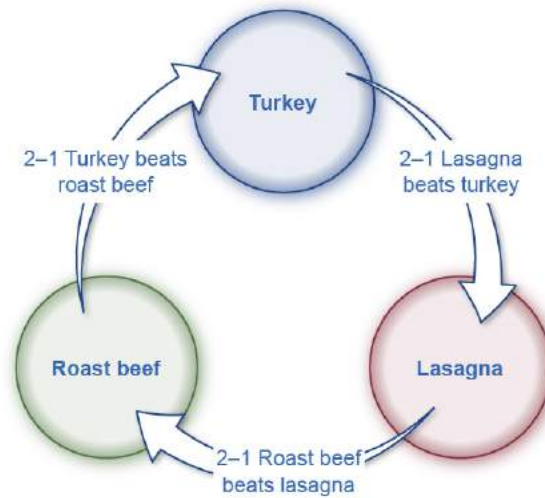 Turkey
2–1 Turkey beats
roast beef
2–1 Lasagna
beats turkey
Roast beef
Lasagna
2–1 Roast beef
beats lasagna